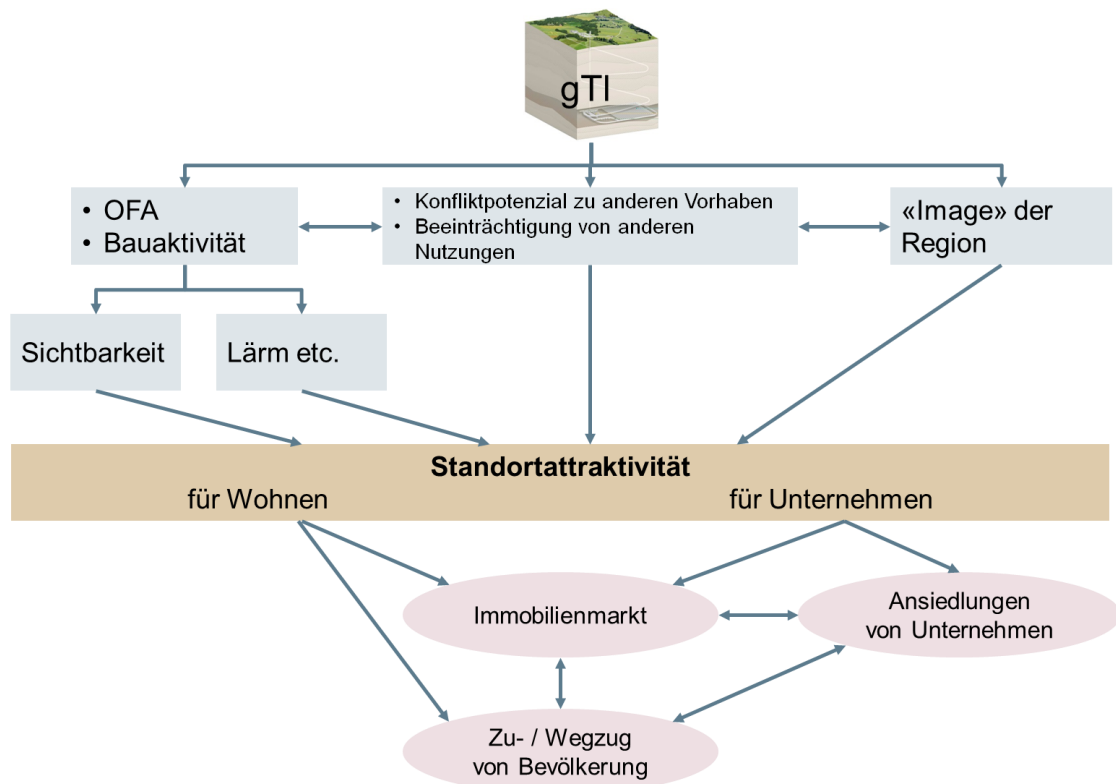 gTl
• OFA
• Bauaktivität
• Konfliktpotenzial zu anderen Vorhaben
• Beeinträchtigung von anderen
Nutzungen
«Image» der
Region
Sichtbarkeit
Lärm etc.
Standortattraktivität
für Wohnen
für Unternehmen
Immobilienmarkt
Ansiedlungen
von Unternehmen
Zu- / Wegzug
von Bevölkerung